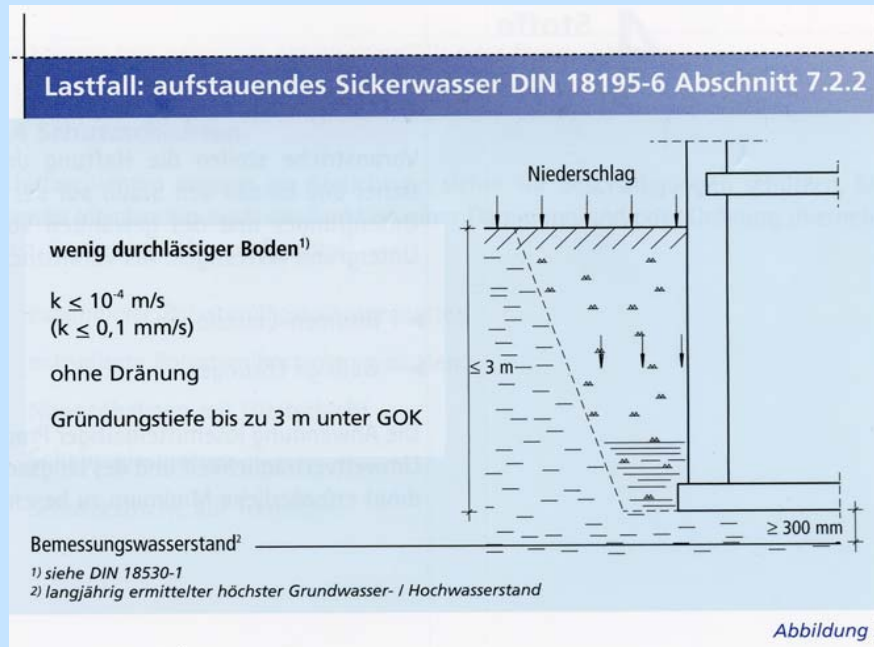 Lastfall: aufstauendes Sickerwasser DIN 18195-6 Abschnitt 7.2.2
Niederschlag
wenig durchlässiger Boden¹⁾
k ≤ 10⁻⁴ m/s
(k ≤ 0,1 mm/s)
ohne Dränung
≤ 3 m
Gründungstiefe bis zu 3 m unter GOK
≥ 300 mm
Bemessungswasserstand²
1) siehe DIN 18530-1
2) langjährig ermittelter höchster Grundwasser- / Hochwasserstand
Abbildung